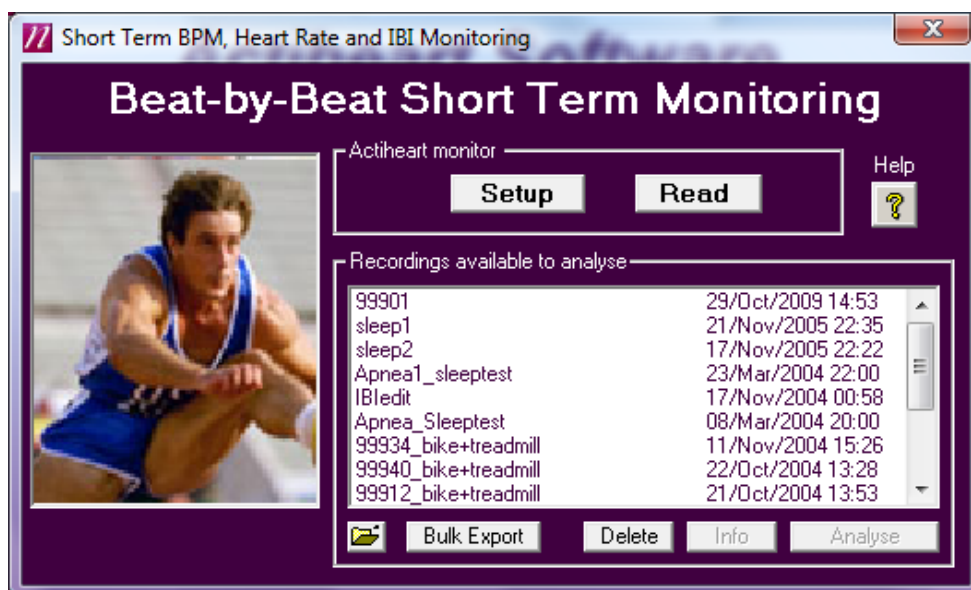 Short Term BPM, Heart Rate and IBI Monitoring
Actiheart Software
Beat-by-Beat Short Term Monitoring
Actiheart monitor
Setup Read
Help
?
Recordings available to analyse
99901 29/Oct/2009 14:53
sleep1 21/Nov/2005 22:35
sleep2 17/Nov/2005 22:22
Apnea1_sleeptest 23/Mar/2004 22:00
IBIedit 17/Nov/2004 00:58
Apnea_Sleeptest 08/Mar/2004 20:00
99934_bike+treadmill 11/Nov/2004 15:26
99940_bike+treadmill 22/Oct/2004 13:28
99912_bike+treadmill 21/Oct/2004 13:53
Bulk Export Delete Info Analyse